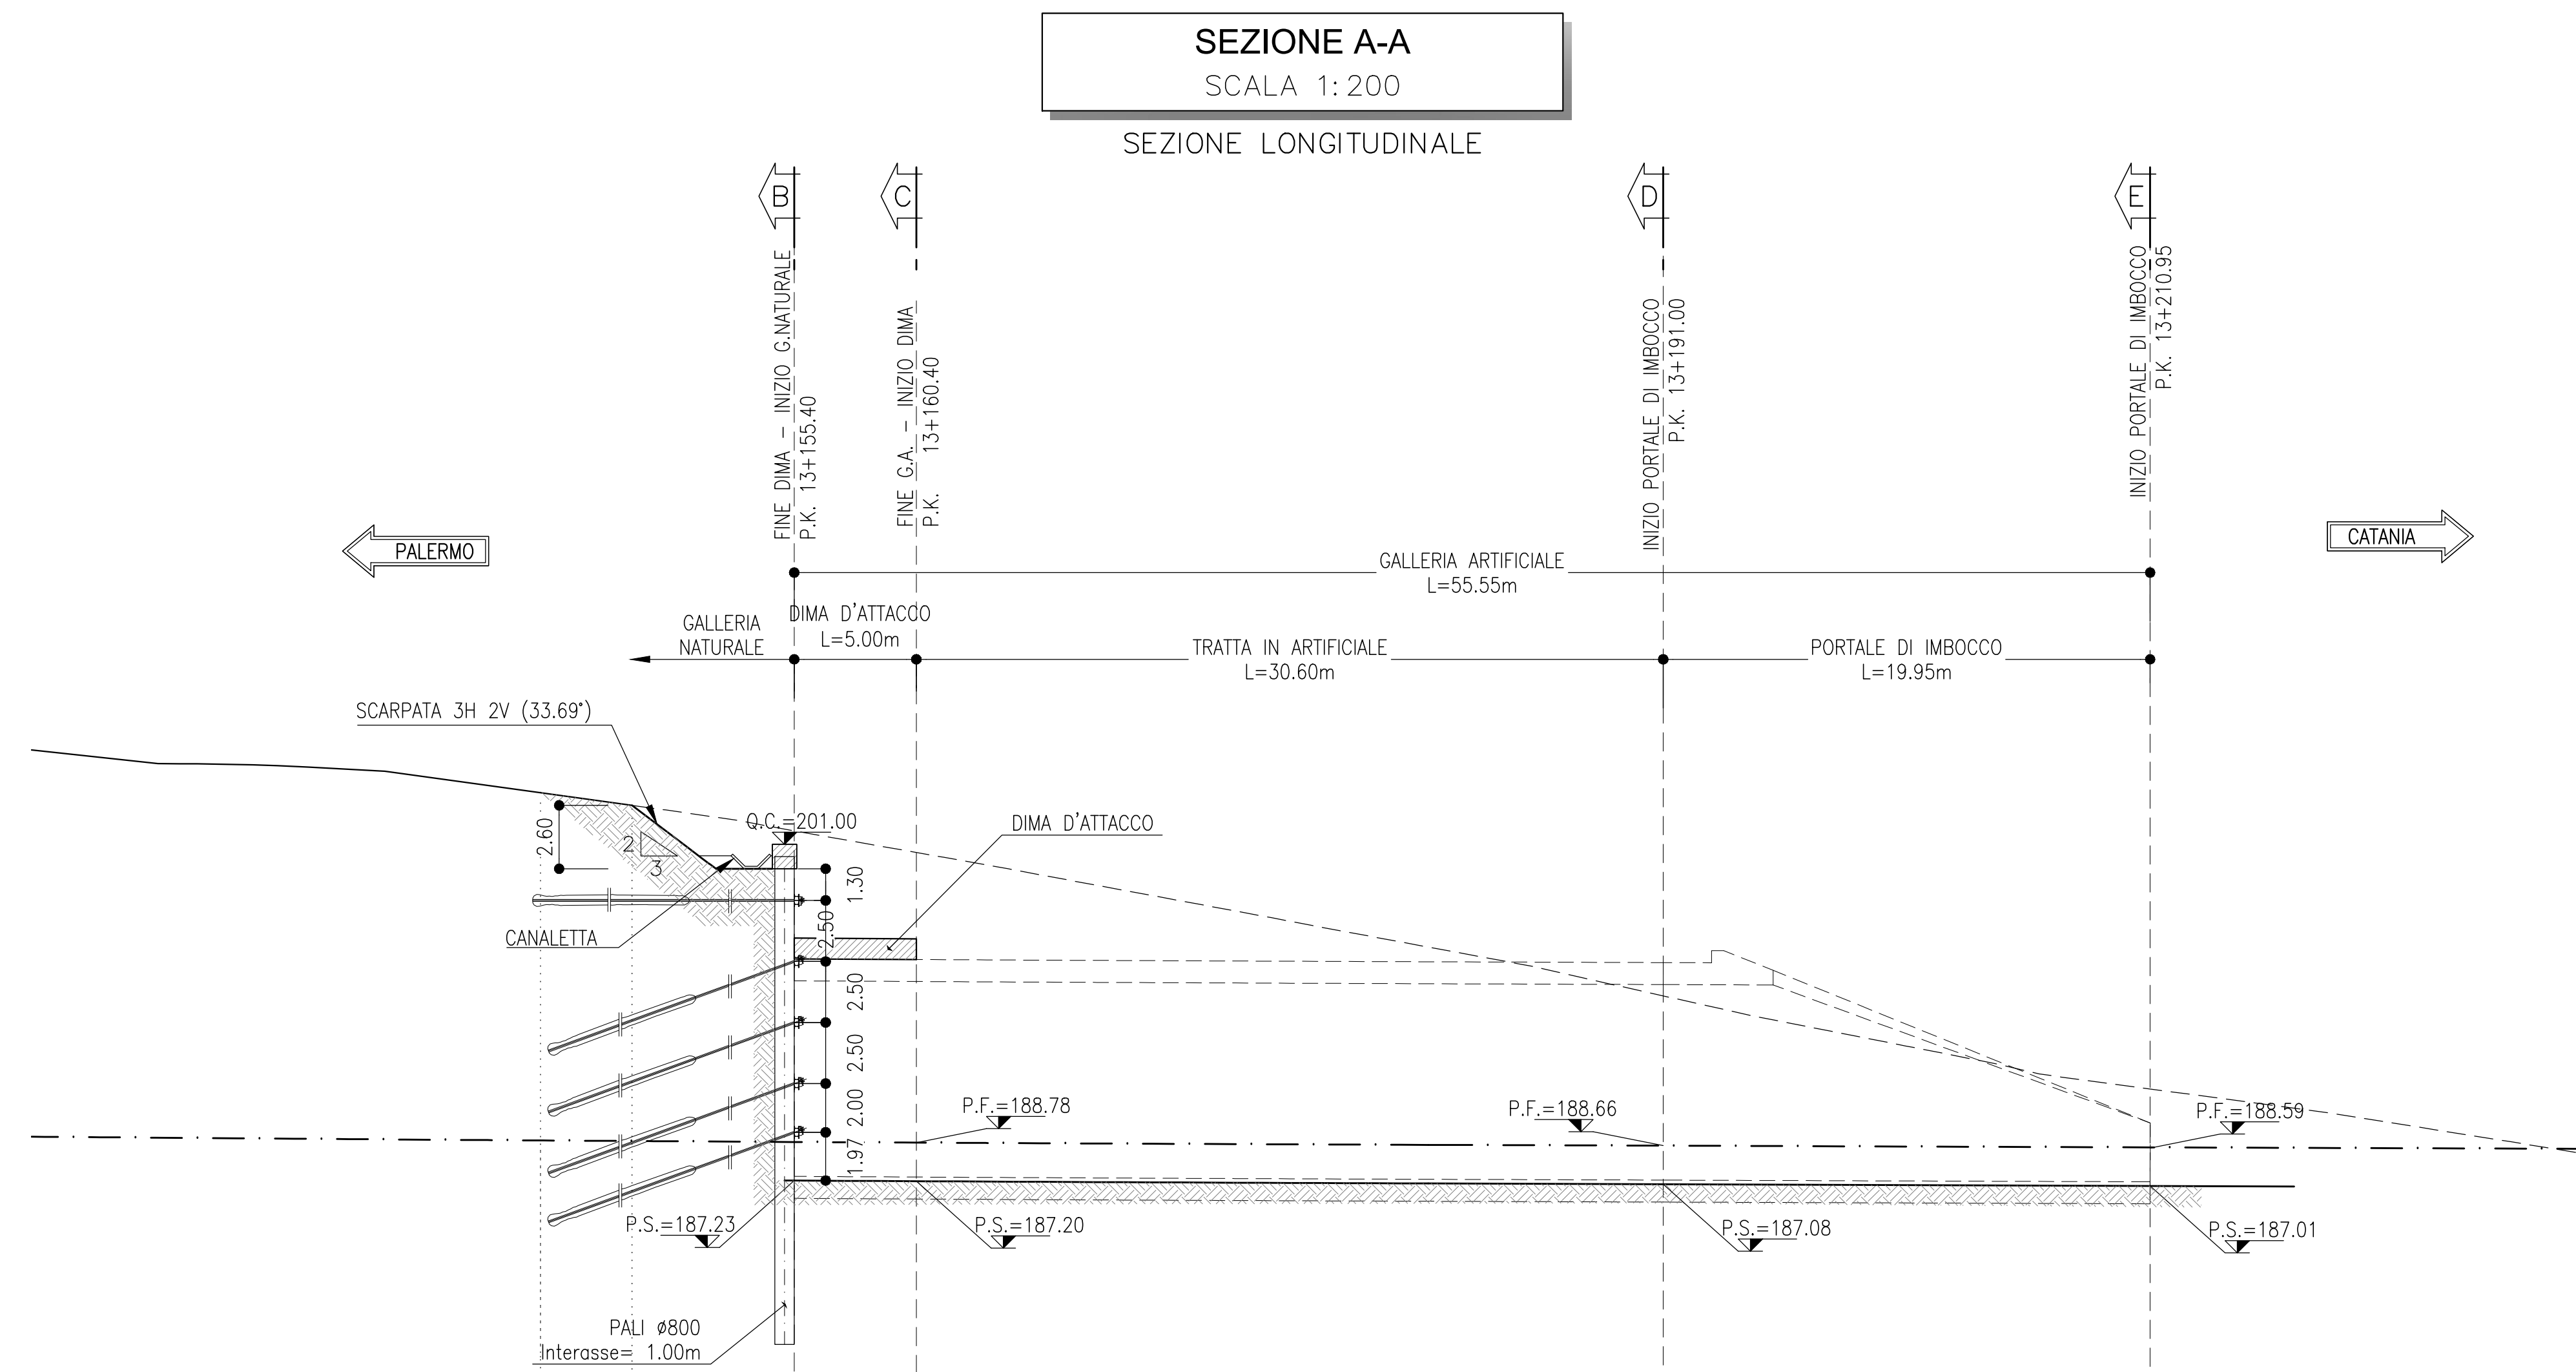 SEZIONE A-A
SCALA 1:200
SEZIONE LONGITUDINALE
B
C
D
E
FINE DIMA - INIZIO G.NATURALE
P.K. 13+155.40
FINE G.A. - INIZIO DIMA
P.K. 13+160.40
INIZIO PORTALE DI IMBOCCO
P.K. 13+191.00
INIZIO PORTALE DI IMBOCCO
P.K. 13+210.95
PALERMO
CATANIA
GALLERIA ARTIFICIALE
L=55.55m
GALLERIA
NATURALE
DIMA D'ATTACCO
L=5.00m
TRATTA IN ARTIFICIALE
L=30.60m
PORTALE DI IMBOCCO
L=19.95m
SCARPATA 3H 2V (33.69°)
2.60
2
3
Q.C.=201.00
DIMA D'ATTACCO
CANALETTA
1.30
2.50
2.50
2.50
2.00
1.97
P.F.=188.78
P.F.=188.66
P.F.=188.59
P.S.=187.23
P.S.=187.20
P.S.=187.08
P.S.=187.01
PALI ø800
Interasse= 1.00m